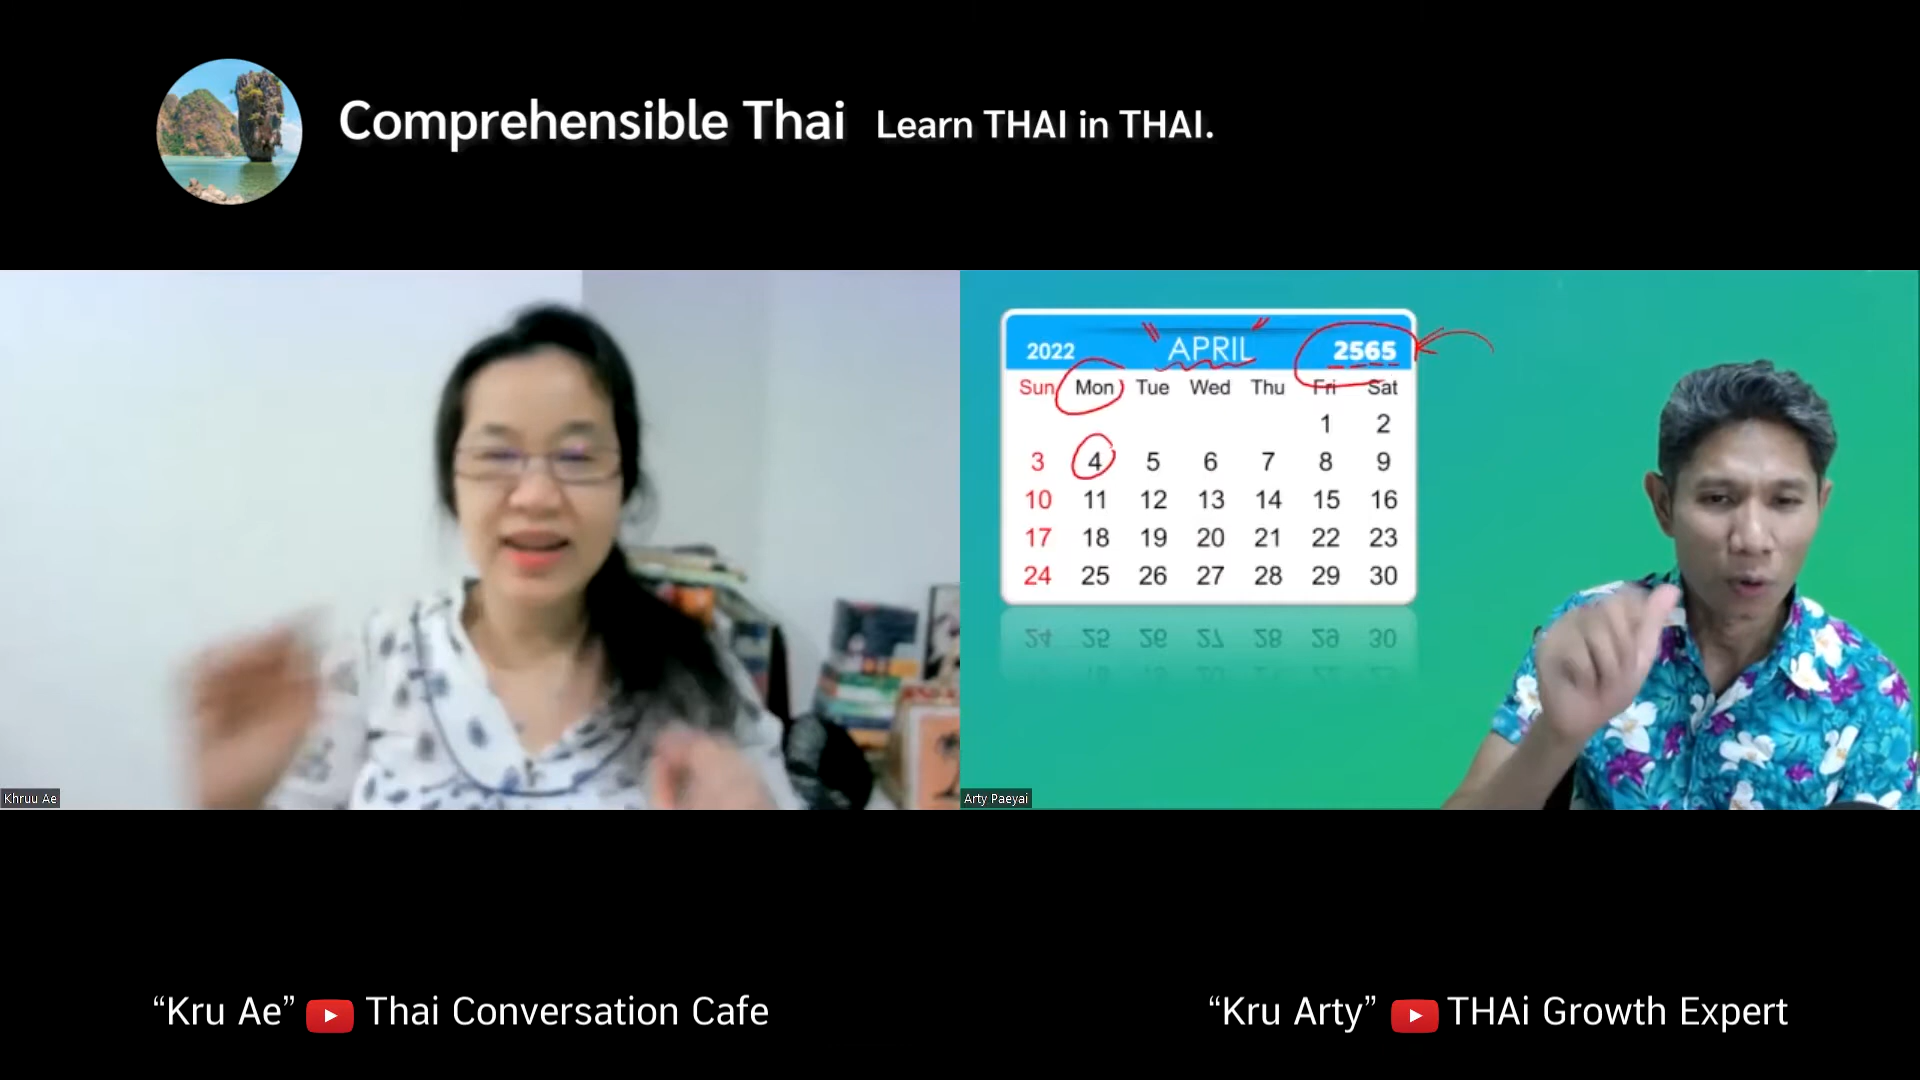 Comprehensible Thai Learn THAI in THAI.
2022 APRIL 2565
Sun Mon Tue Wed Thu Fri Sat
1 2
3 4 5 6 7 8 9
10 11 12 13 14 15 16
17 18 19 20 21 22 23
24 25 26 27 28 29 30
Khruu Ae
Arty Paeyai
“Kru Ae” Thai Conversation Cafe
“Kru Arty” THAi Growth Expert